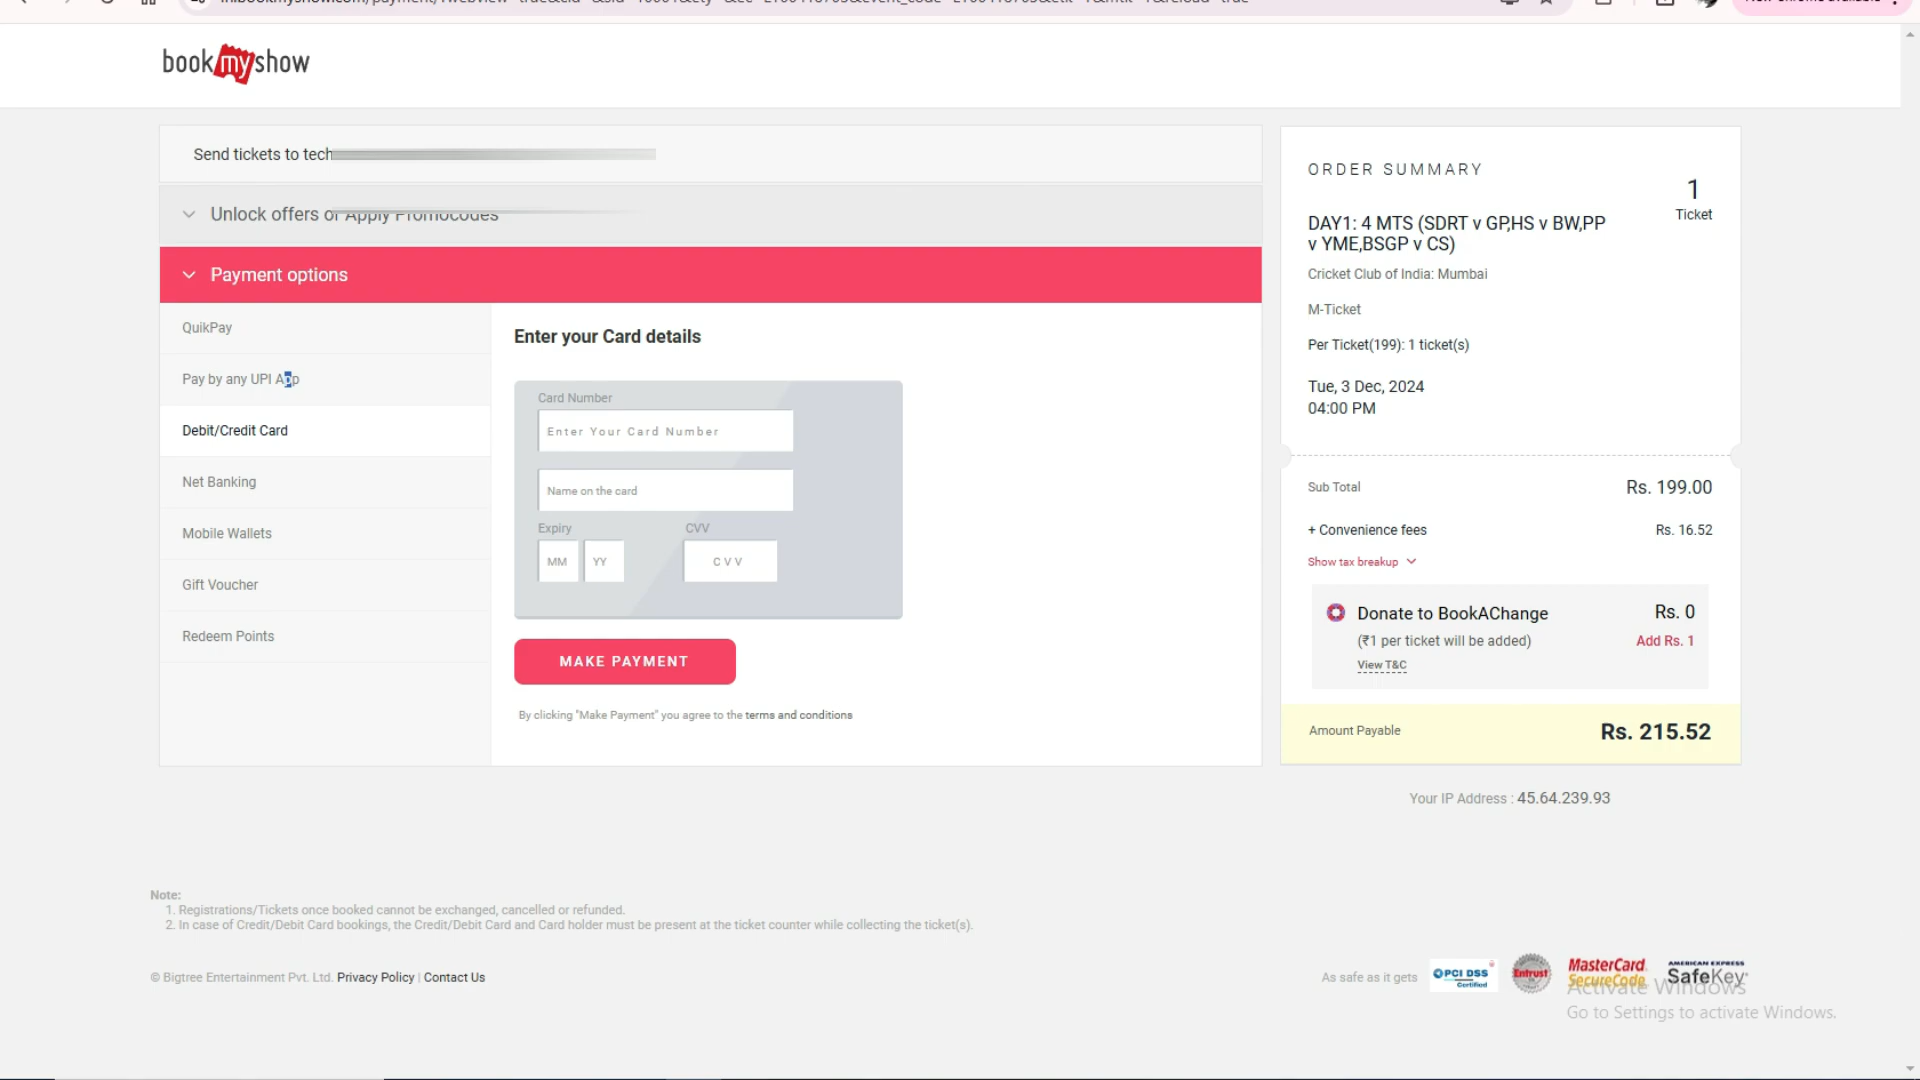 bookmyshow
Send tickets to tech
Unlock offers or Apply Promocodes
Payment options
QuikPay
Pay by any UPI App
Debit/Credit Card
Net Banking
Mobile Wallets
Gift Voucher
Redeem Points
Enter your Card details
Card Number
Enter Your Card Number
Name on the card
Expiry CVV
MM YY CVV
MAKE PAYMENT
By clicking "Make Payment" you agree to the terms and conditions
ORDER SUMMARY
1
Ticket
DAY1: 4 MTS (SDRT v GP,HS v BW,PP
v YME,BSGP v CS)
Cricket Club of India: Mumbai
M-Ticket
Per Ticket(199): 1 ticket(s)
Tue, 3 Dec, 2024
04:00 PM
Sub Total Rs. 199.00
+ Convenience fees Rs. 16.52
Show tax breakup
Donate to BookAChange Rs. 0
(₹1 per ticket will be added) Add Rs. 1
View T&C
Amount Payable Rs. 215.52
Your IP Address : 45.64.239.93
Note:
1. Registrations/Tickets once booked cannot be exchanged, cancelled or refunded.
2. In case of Credit/Debit Card bookings, the Credit/Debit Card and Card holder must be present at the ticket counter while collecting the ticket(s).
© Bigtree Entertainment Pvt. Ltd. Privacy Policy | Contact Us
As safe as it gets
PCI DSS
Certified
Entrust
MasterCard.
SecureCode.
AMERICAN EXPRESS
SafeKey
Activate Windows
Go to Settings to activate Windows.